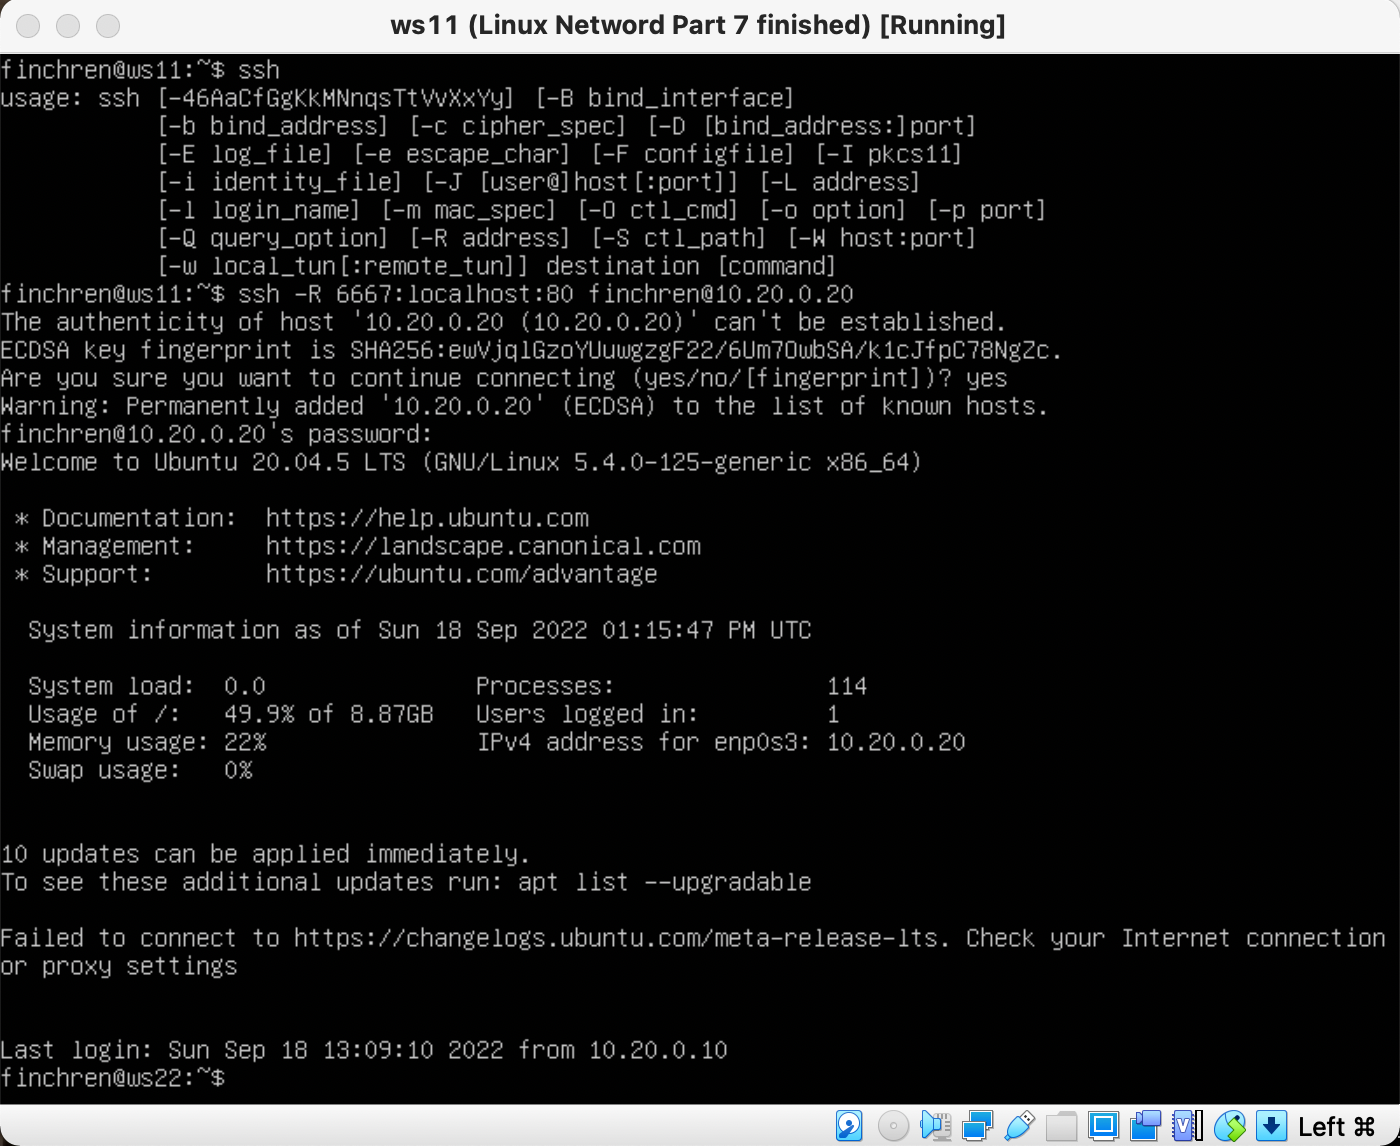 ws11 (Linux Netword Part 7 finished) [Running]
finchren@ws11:~$ ssh
usage: ssh [-46AaCfGgKkMNnqsTtVvXxYy] [-B bind_interface]
           [-b bind_address] [-c cipher_spec] [-D [bind_address:]port]
           [-E log_file] [-e escape_char] [-F configfile] [-I pkcs11]
           [-i identity_file] [-J [user@]host[:port]] [-L address]
           [-l login_name] [-m mac_spec] [-O ctl_cmd] [-o option] [-p port]
           [-Q query_option] [-R address] [-S ctl_path] [-W host:port]
           [-w local_tun[:remote_tun]] destination [command]
finchren@ws11:~$ ssh -R 6667:localhost:80 finchren@10.20.0.20
The authenticity of host '10.20.0.20 (10.20.0.20)' can't be established.
ECDSA key fingerprint is SHA256:ewVjqlGzoYUuwgzgF22/6Um7OwbSA/k1cJfpC78NgZc.
Are you sure you want to continue connecting (yes/no/[fingerprint])? yes
Warning: Permanently added '10.20.0.20' (ECDSA) to the list of known hosts.
finchren@10.20.0.20's password:
Welcome to Ubuntu 20.04.5 LTS (GNU/Linux 5.4.0-125-generic x86_64)

 * Documentation:  https://help.ubuntu.com
 * Management:     https://landscape.canonical.com
 * Support:        https://ubuntu.com/advantage

  System information as of Sun 18 Sep 2022 01:15:47 PM UTC

  System load:  0.0               Processes:               114
  Usage of /:   49.9% of 8.87GB   Users logged in:         1
  Memory usage: 22%               IPv4 address for enp0s3: 10.20.0.20
  Swap usage:   0%

10 updates can be applied immediately.
To see these additional updates run: apt list --upgradable

Failed to connect to https://changelogs.ubuntu.com/meta-release-lts. Check your Internet connection
or proxy settings

Last login: Sun Sep 18 13:09:10 2022 from 10.20.0.10
finchren@ws22:~$
Left ⌘